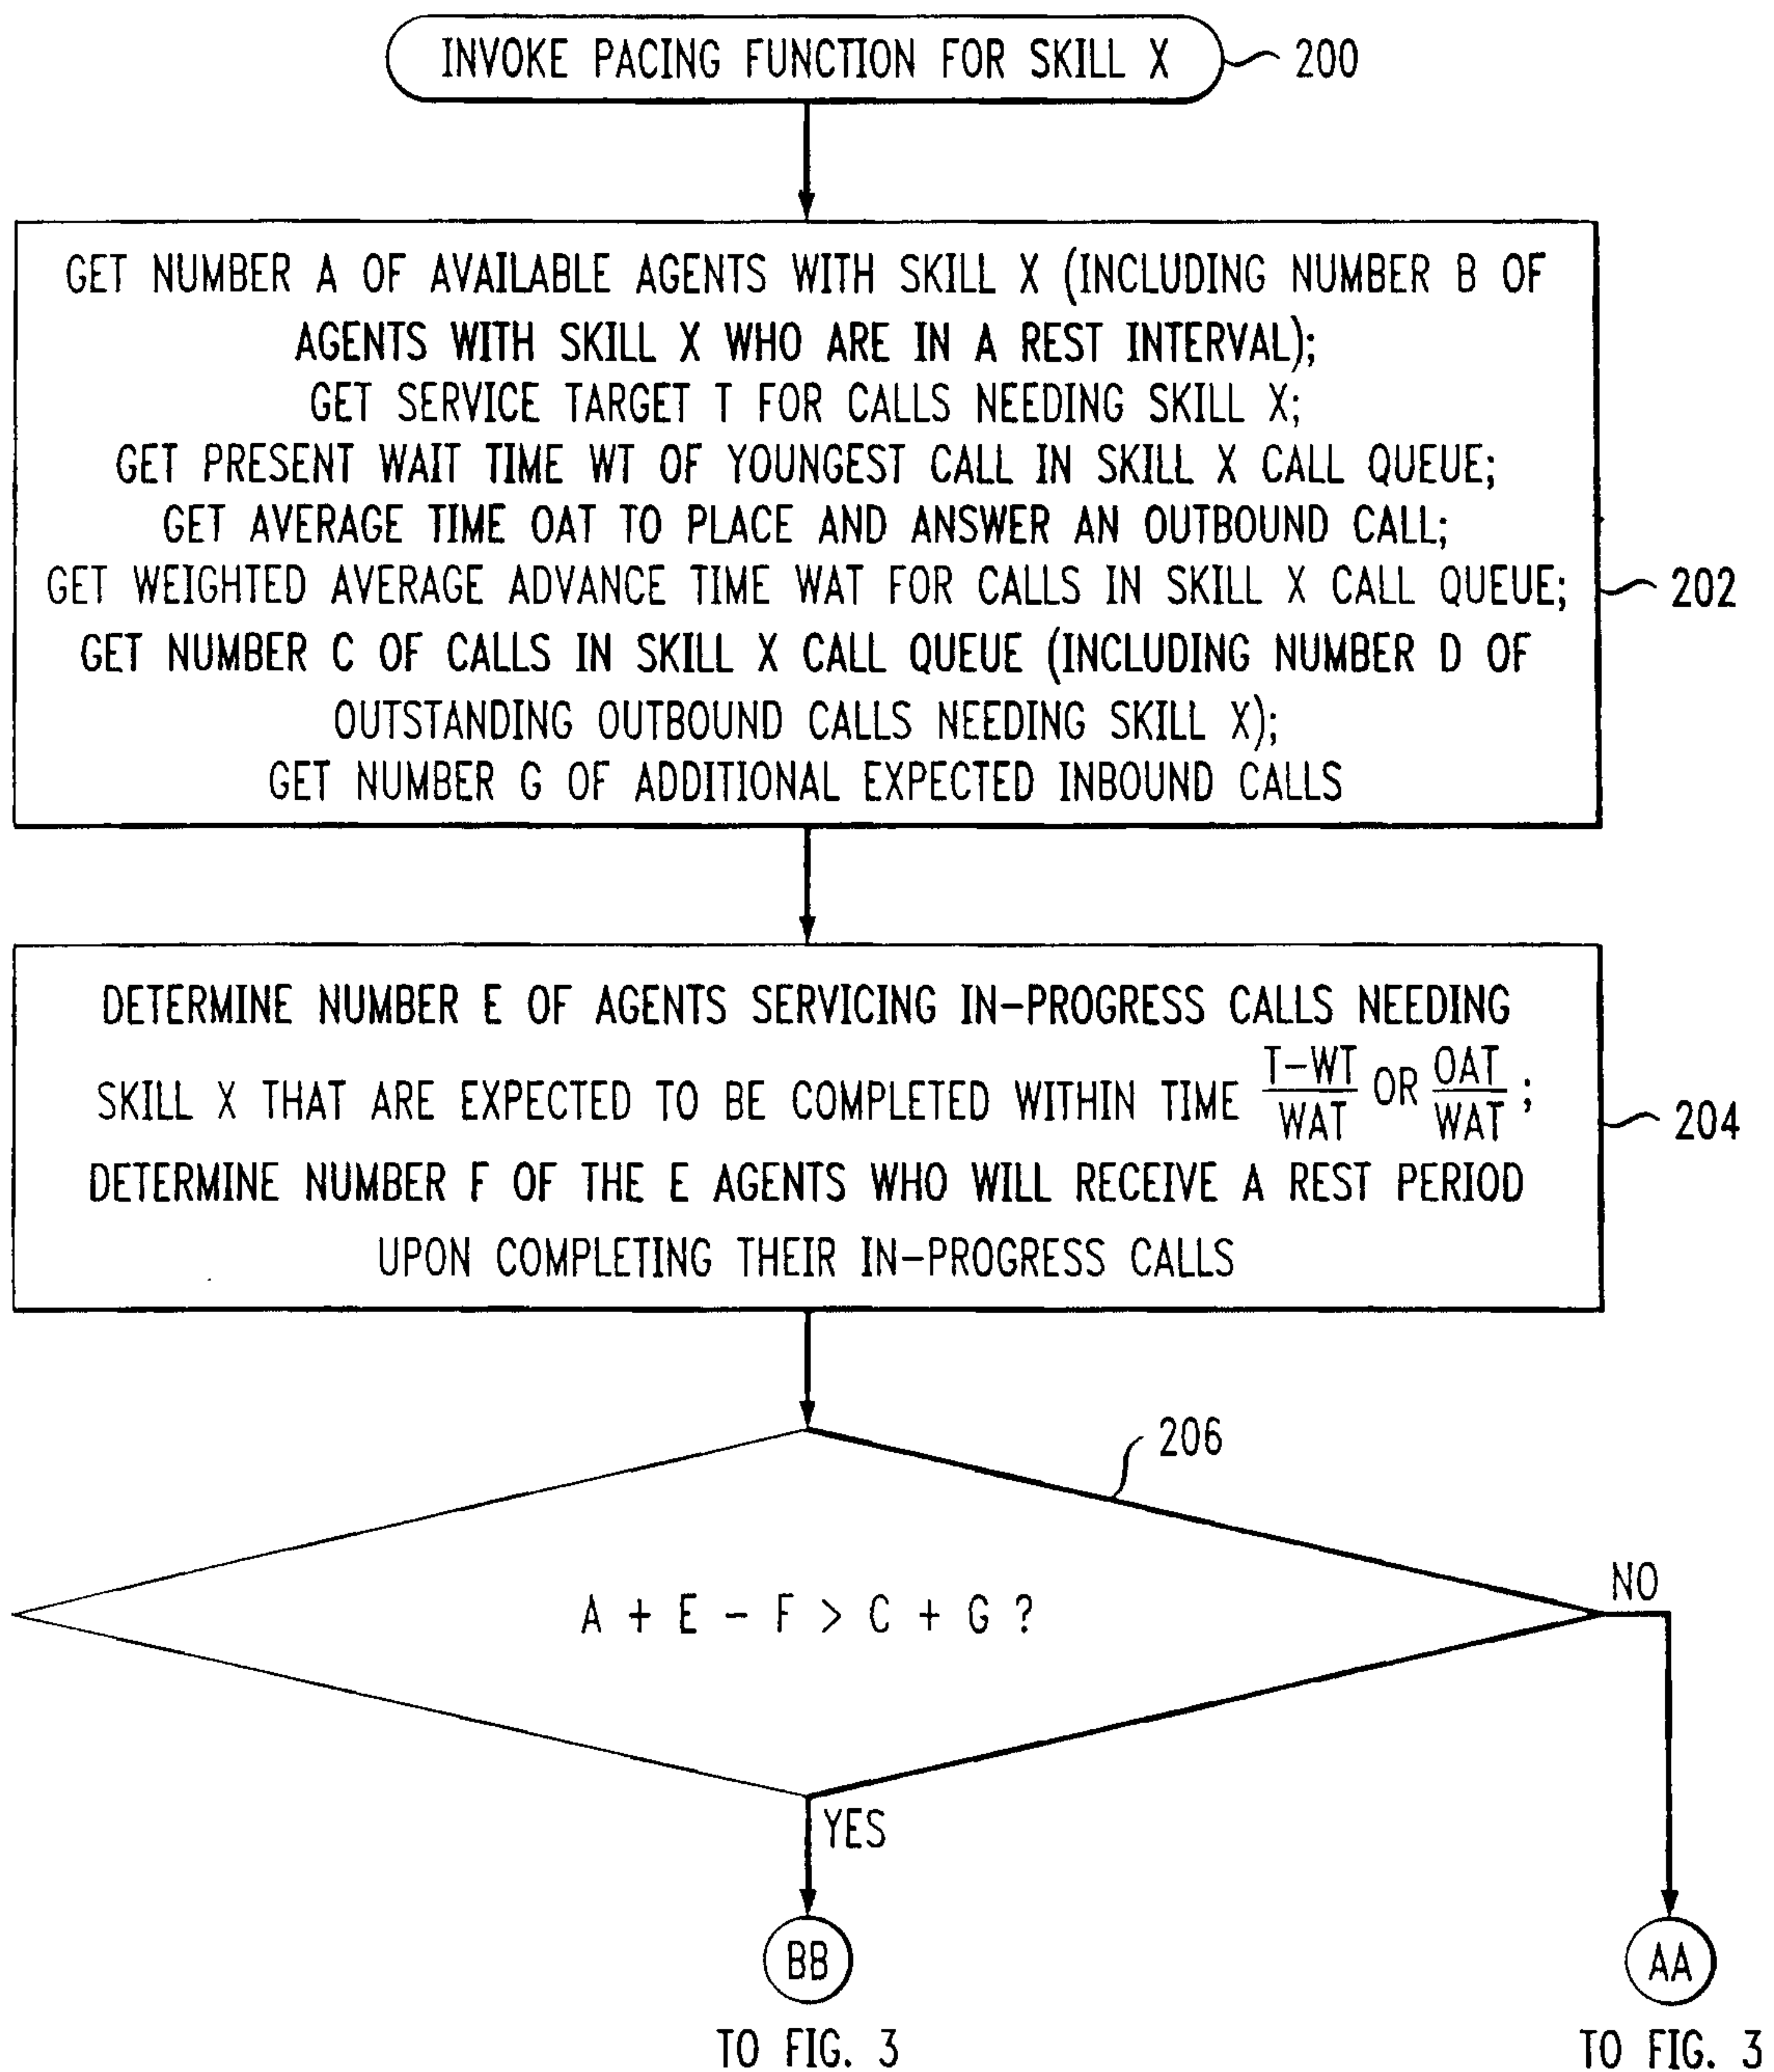 INVOKE PACING FUNCTION FOR SKILL X
200
GET NUMBER A OF AVAILABLE AGENTS WITH SKILL X (INCLUDING NUMBER B OF
AGENTS WITH SKILL X WHO ARE IN A REST INTERVAL);
GET SERVICE TARGET T FOR CALLS NEEDING SKILL X;
GET PRESENT WAIT TIME WT OF YOUNGEST CALL IN SKILL X CALL QUEUE;
GET AVERAGE TIME OAT TO PLACE AND ANSWER AN OUTBOUND CALL;
GET WEIGHTED AVERAGE ADVANCE TIME WAT FOR CALLS IN SKILL X CALL QUEUE;
GET NUMBER C OF CALLS IN SKILL X CALL QUEUE (INCLUDING NUMBER D OF
OUTSTANDING OUTBOUND CALLS NEEDING SKILL X);
GET NUMBER G OF ADDITIONAL EXPECTED INBOUND CALLS
202
DETERMINE NUMBER E OF AGENTS SERVICING IN-PROGRESS CALLS NEEDING
SKILL X THAT ARE EXPECTED TO BE COMPLETED WITHIN TIME T-WT/WAT OR OAT/WAT;
DETERMINE NUMBER F OF THE E AGENTS WHO WILL RECEIVE A REST PERIOD
UPON COMPLETING THEIR IN-PROGRESS CALLS
204
206
A + E - F > C + G ?
NO
YES
BB
AA
TO FIG. 3
TO FIG. 3